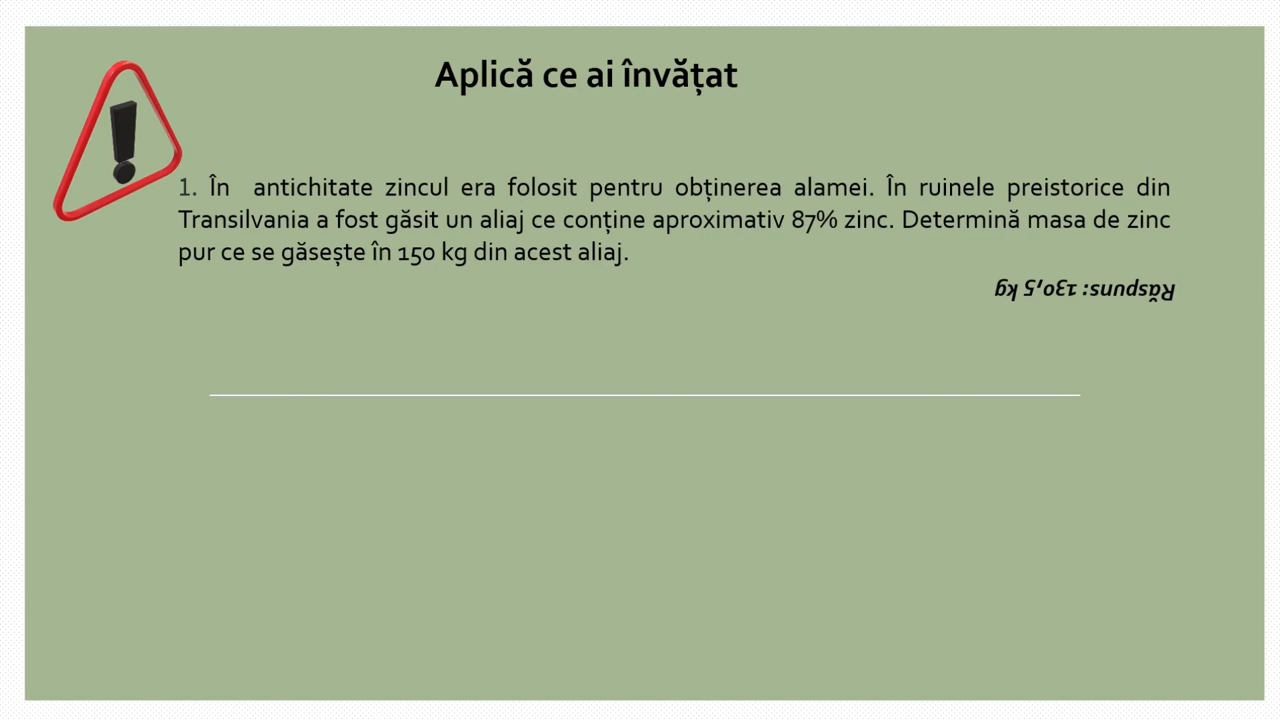 Aplică ce ai învățat
1. În antichitate zincul era folosit pentru obținerea alamei. În ruinele preistorice din
Transilvania a fost găsit un aliaj ce conține aproximativ 87% zinc. Determină masa de zinc
pur ce se găsește în 150 kg din acest aliaj.
Răspuns: 130,5 kg